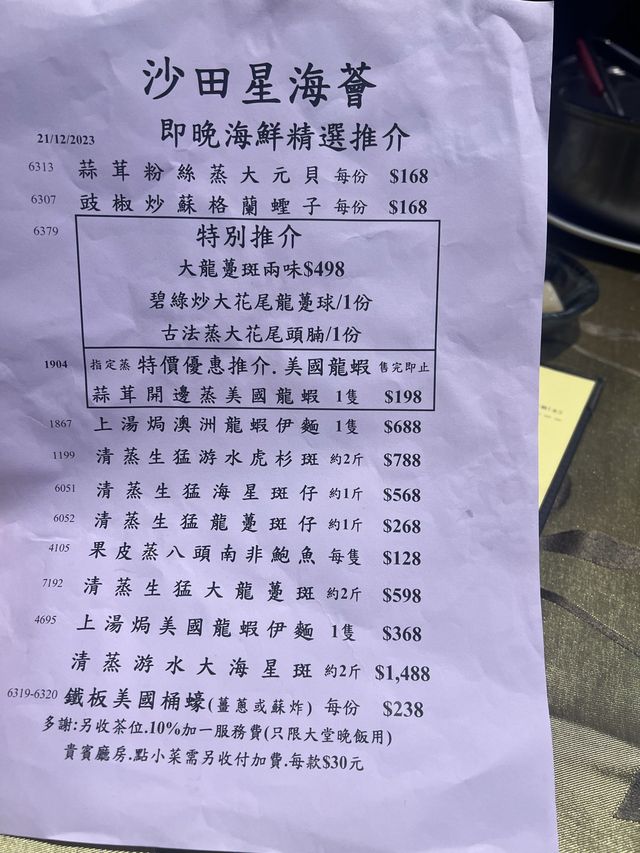 沙田星海薈
21/12/2023 即晚海鮮精選推介
6313 蒜茸粉絲蒸大元貝 每份 $168
6307 豉椒炒蘇格蘭蟶子 每份 $168
6379 特別推介
大龍躉斑兩味$498
碧綠炒大花尾龍躉球/1份
古法蒸大花尾頭腩/1份
1904 指定蒸 特價優惠推介.美國龍蝦 售完即止
蒜茸開邊蒸美國龍蝦 1隻 $198
1867 上湯焗澳洲龍蝦伊麵 1隻 $688
1199 清蒸生猛游水虎杉斑 約2斤 $788
6051 清蒸生猛海星斑仔 約1斤 $568
6052 清蒸生猛龍躉斑仔 約1斤 $268
4105 果皮蒸八頭南非鮑魚 每隻 $128
7192 清蒸生猛大龍躉斑 約2斤 $598
4695 上湯焗美國龍蝦伊麵 1隻 $368
清蒸游水大海星斑 約2斤 $1,488
6319-6320 鐵板美國桶蠔(薑蔥或酥炸) 每份 $238
多謝:另收茶位.10%加一服務費(只限大堂晚飯用)
貴賓廳房.點小菜需另收付加費.每款$30元